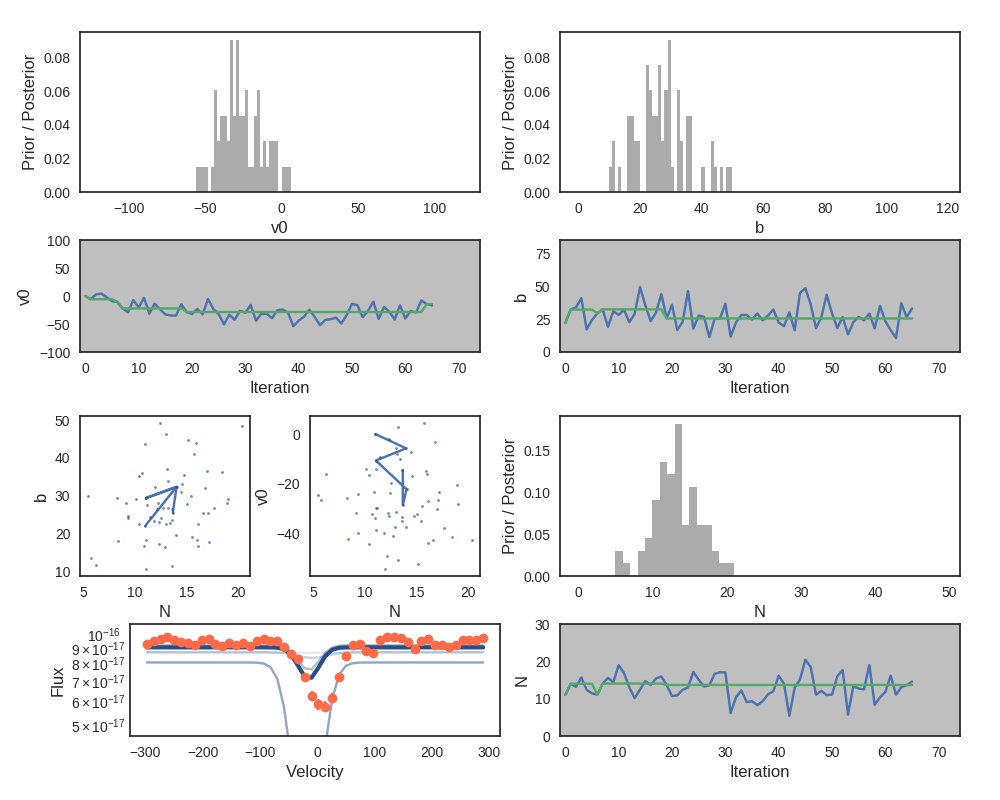 0.08
0.06
0.04
0.02
0.00
Prior / Posterior
−100 −50 0 50 100
v0
0.08
0.06
0.04
0.02
0.00
Prior / Posterior
0 20 40 60 80 100 120
b
100
50
0
−50
−100
v0
0 10 20 30 40 50 60 70
Iteration
75
50
25
0
b
0 10 20 30 40 50 60 70
Iteration
50
40
30
20
10
b
5 10 15 20
N
0
−20
−40
v0
5 10 15 20
N
0.15
0.10
0.05
0.00
Prior / Posterior
0 10 20 30 40 50
N
10⁻¹⁶
9×10⁻¹⁷
8×10⁻¹⁷
7×10⁻¹⁷
6×10⁻¹⁷
5×10⁻¹⁷
Flux
−300 −200 −100 0 100 200 300
Velocity
30
20
10
0
N
0 10 20 30 40 50 60 70
Iteration